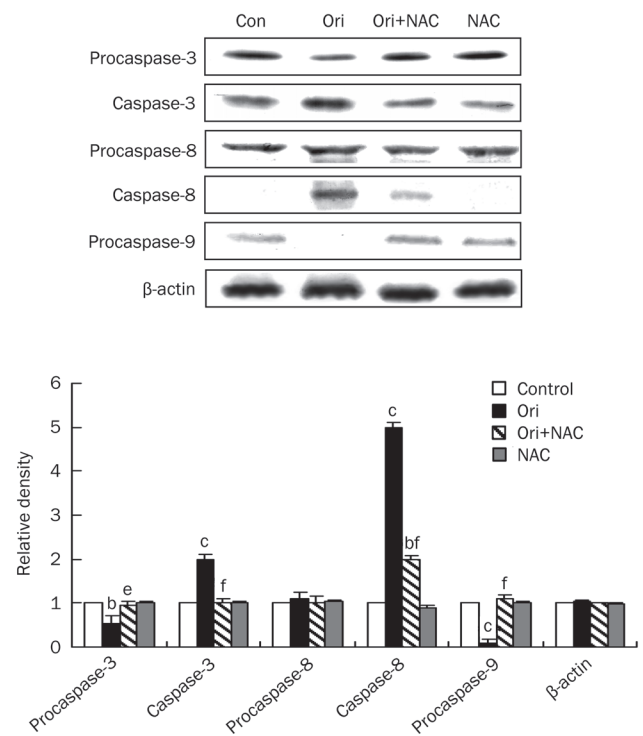 Con Ori Ori+NAC NAC
Procaspase-3
Caspase-3
Procaspase-8
Caspase-8
Procaspase-9
β-actin
6
5
4
3
2
1
0
Relative density
Control
Ori
Ori+NAC
NAC
b
e
c
f
c
bf
c
f
Procaspase-3
Caspase-3
Procaspase-8
Caspase-8
Procaspase-9
β-actin